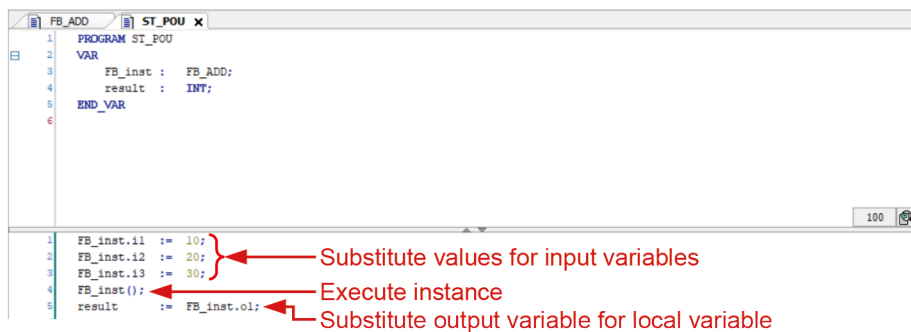 FB_ADD ST_POU
1 PROGRAM ST_POU
2 VAR
3 FB_inst : FB_ADD;
4 result : INT;
5 END_VAR
6
100
1 FB_inst.i1 := 10;
2 FB_inst.i2 := 20;
3 FB_inst.i3 := 30;
4 FB_inst();
5 result := FB_inst.o1;
Substitute values for input variables
Execute instance
Substitute output variable for local variable